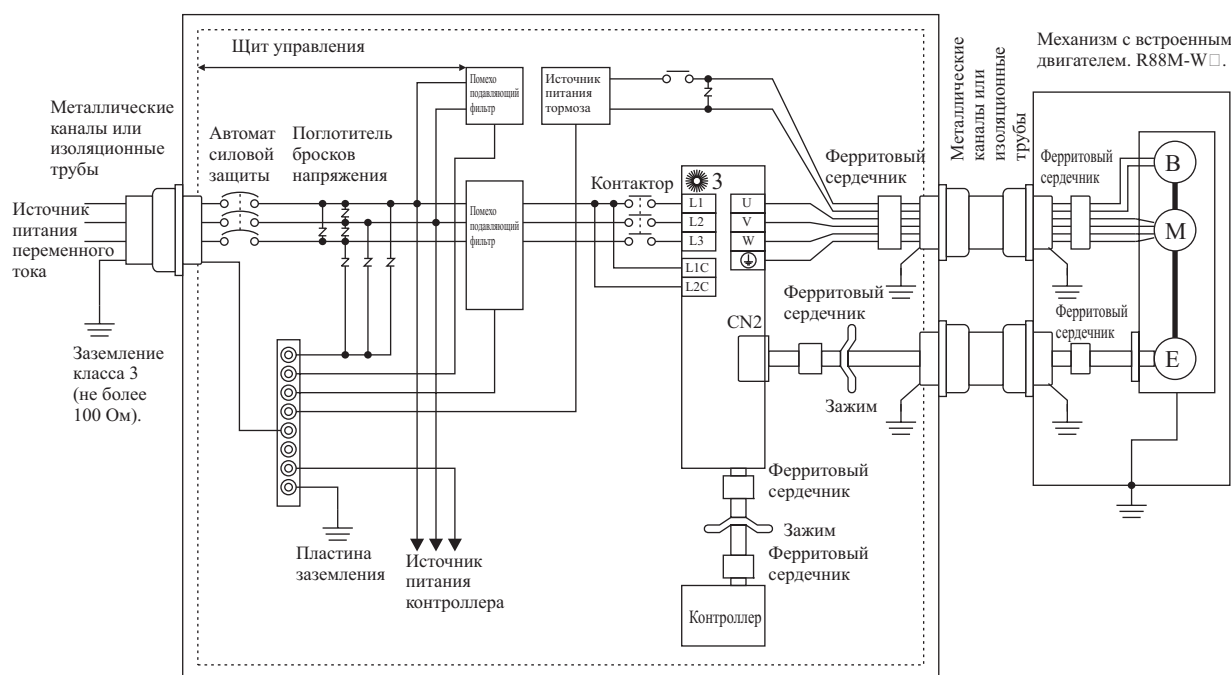 Щит управления
Механизм с встроенным
двигателем. R88M-W□.
Металлические
каналы или
изоляционные
трубы
Автомат
силовой
защиты
Поглотитель
бросков
напряжения
Помехо
подавляющий
фильтр
Источник
питания
тормоза
Металлические
каналы или
изоляционные
трубы
Ферритовый
сердечник
Ферритовый
сердечник
B
Источник
питания
переменного
тока
Помехо
подавляющий
фильтр
Контактор
3
L1
U
L2
V
L3
W
L1C
L2C
M
Ферритовый
сердечник
Ферритовый
сердечник
CN2
E
Зажим
Заземление
класса 3
(не более
100 Ом).
Ферритовый
сердечник
Зажим
Ферритовый
сердечник
Пластина
заземления
Источник
питания
контроллера
Контроллер